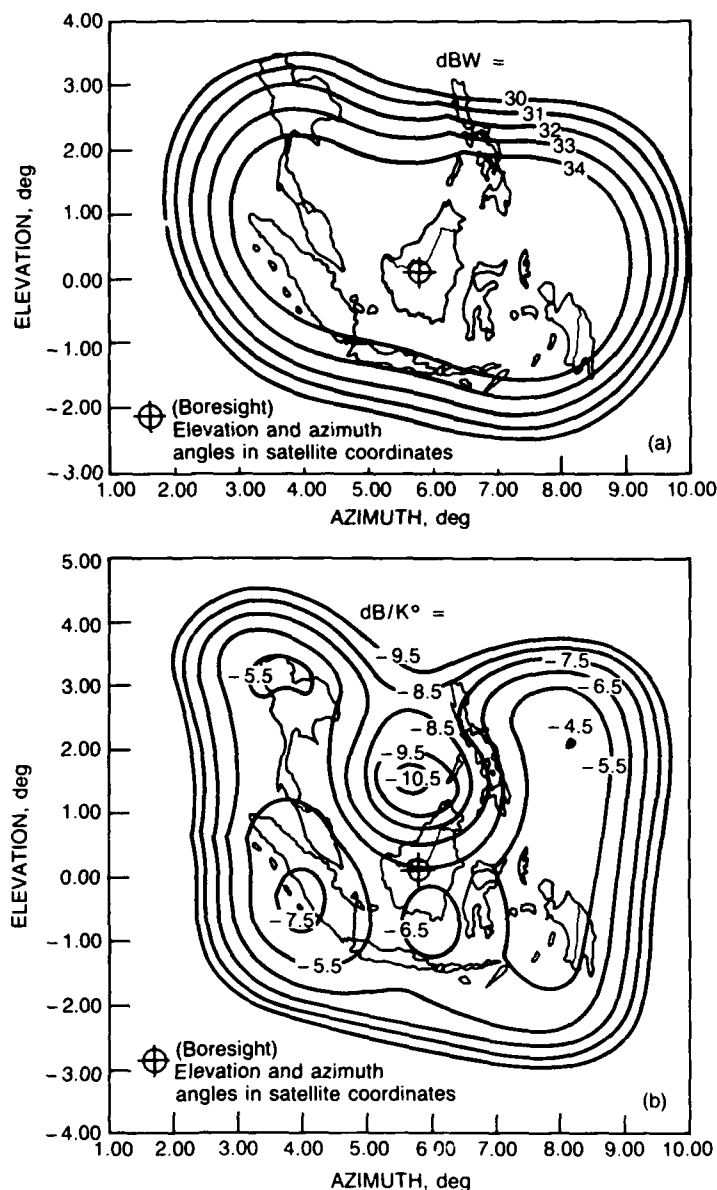 4.00
3.00
2.00
1.00
0.00
-1.00
-2.00
-3.00
ELEVATION, deg
dBW =
30
31
32
33
34
(Boresight)
Elevation and azimuth
angles in satellite coordinates
(a)
1.00 2.00 3.00 4.00 5.00 6.00 7.00 8.00 9.00 10.00
AZIMUTH, deg
5.00
4.00
3.00
2.00
1.00
0.00
-1.00
-2.00
-3.00
-4.00
ELEVATION, deg
dB/K° =
-9.5
-8.5
-7.5
-6.5
-5.5
-8.5
-4.5
-9.5
-5.5
-10.5
-7.5
-6.5
-5.5
(Boresight)
Elevation and azimuth
angles in satellite coordinates
(b)
1.00 2.00 3.00 4.00 5.00 6.00 7.00 8.00 9.00 10.00
AZIMUTH, deg